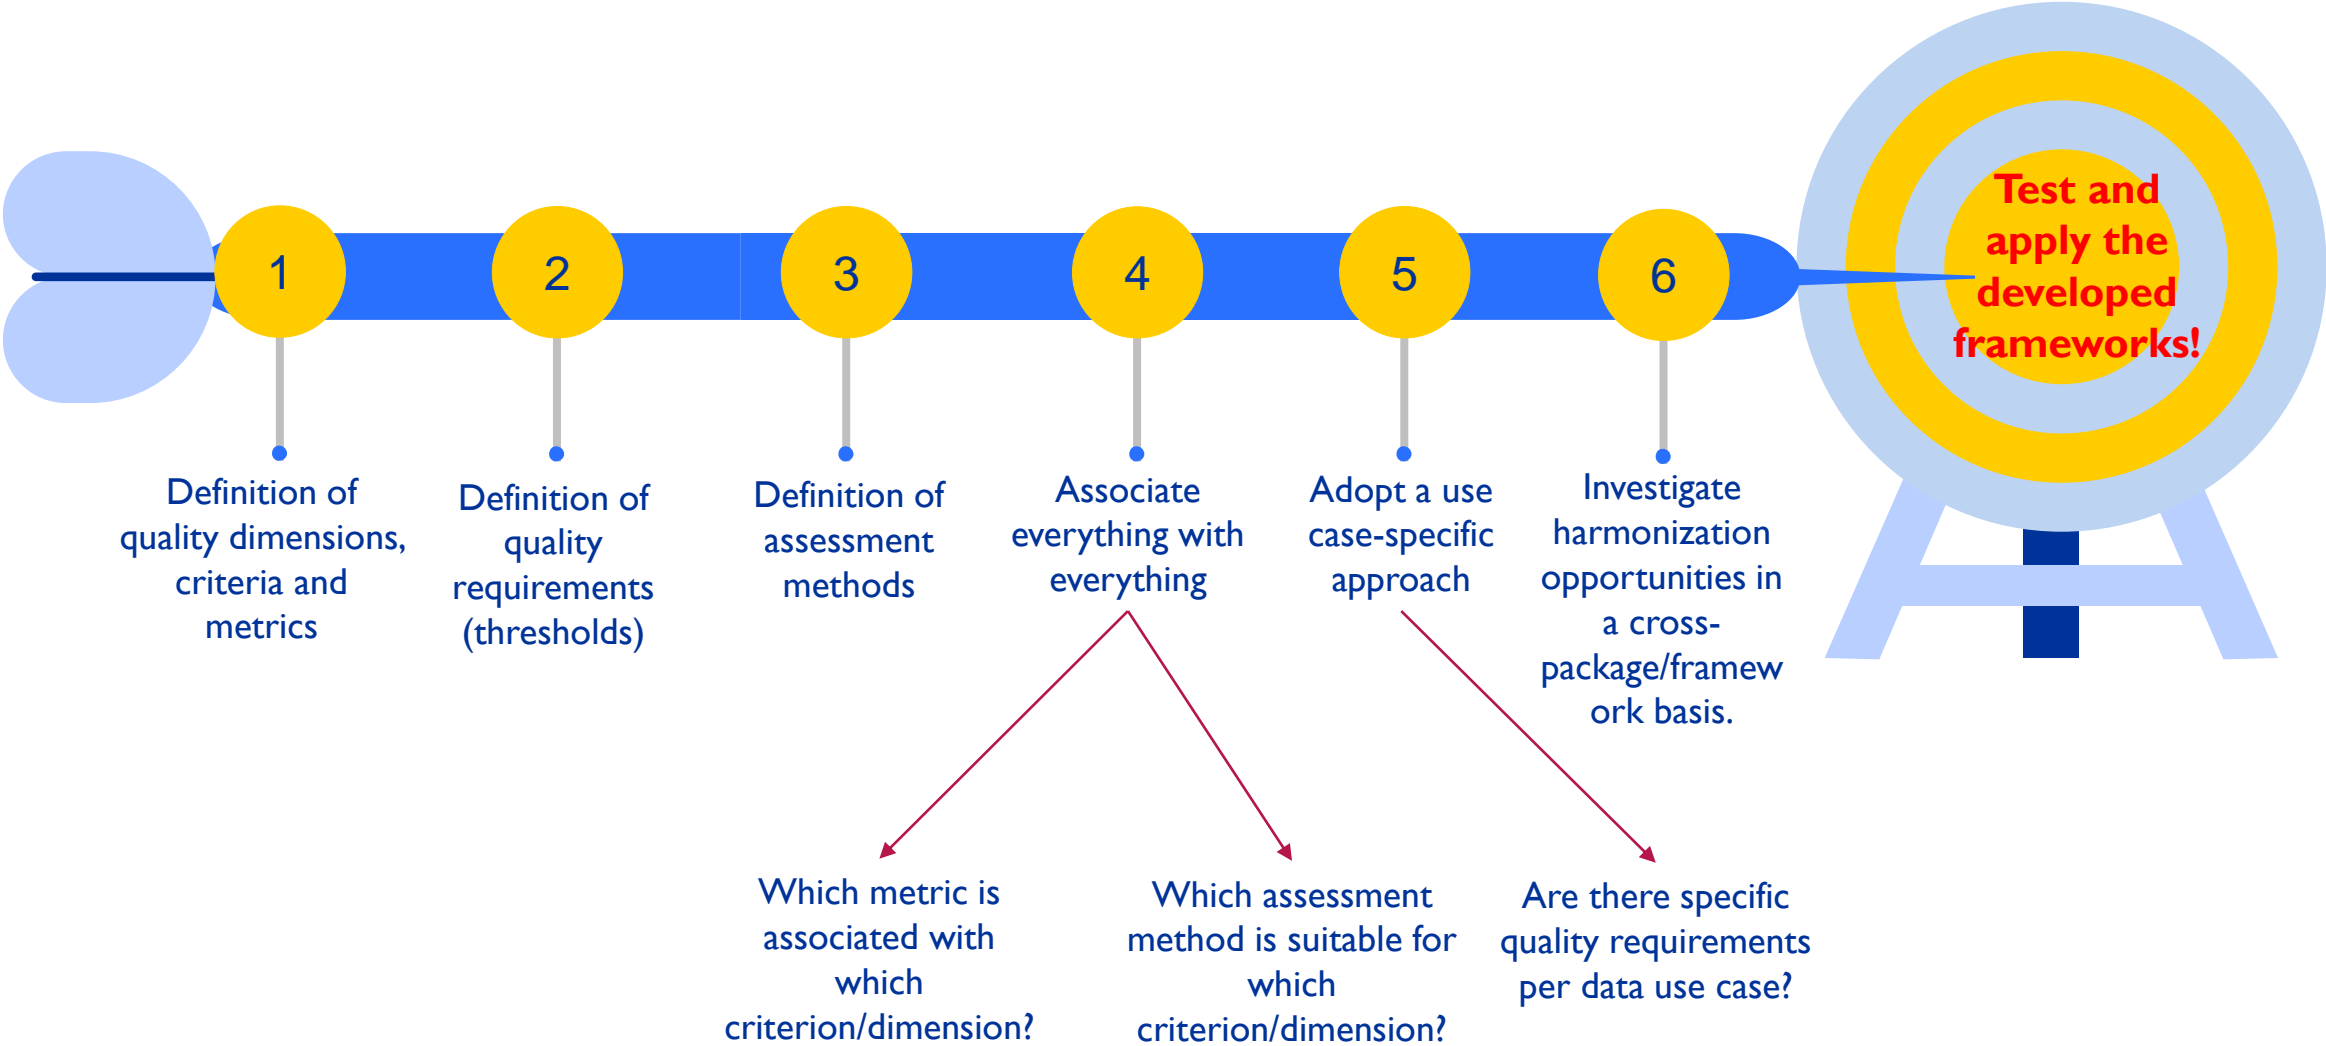 1
2
3
4
5
6
Test and
apply the
developed
frameworks!
Definition of
quality dimensions,
criteria and
metrics
Definition of
quality
requirements
(thresholds)
Definition of
assessment
methods
Associate
everything with
everything
Adopt a use
case-specific
approach
Investigate
harmonization
opportunities in
a cross-
package/framew
ork basis.
Which metric is
associated with
which
criterion/dimension?
Which assessment
method is suitable for
which
criterion/dimension?
Are there specific
quality requirements
per data use case?